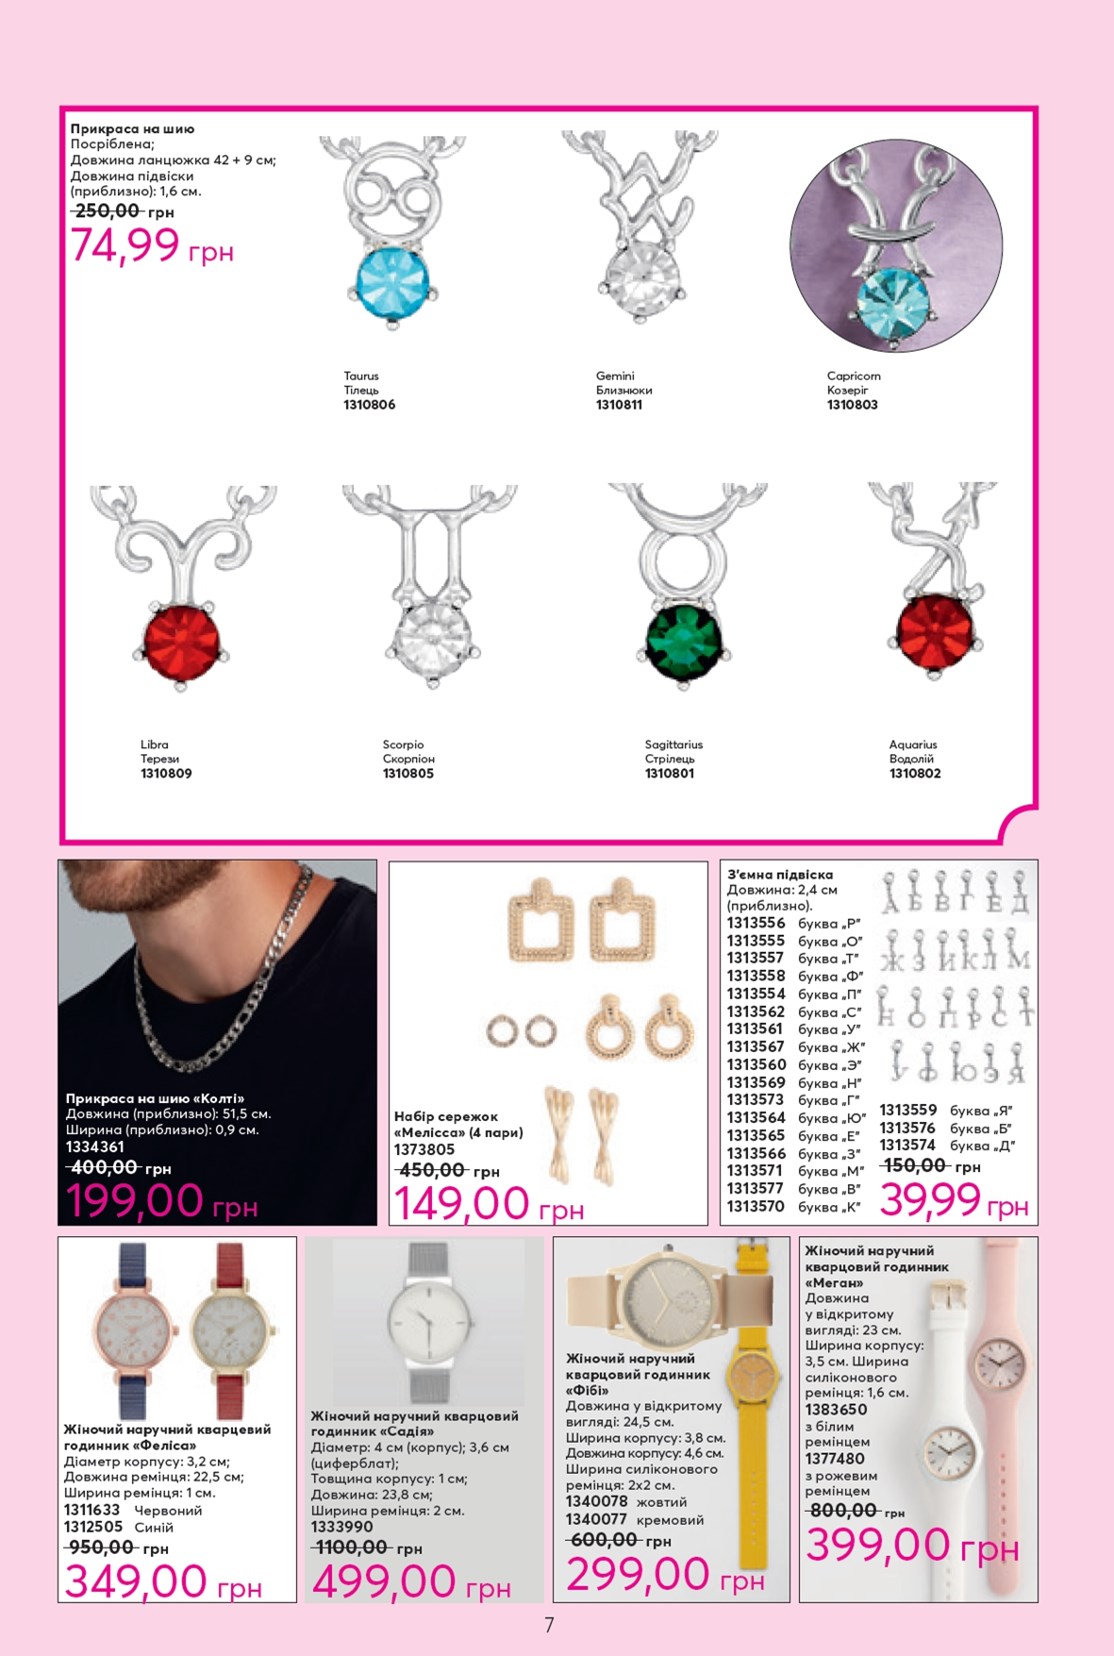 Прикраса на шию
Посріблена;
Довжина ланцюжка 42 + 9 см;
Довжина підвіски
(приблизно): 1,6 см.
250,00 грн
74,99 грн
Taurus
Тілець
1310806
Gemini
Близнюки
1310811
Capricorn
Козеріг
1310803
Libra
Терези
1310809
Scorpio
Скорпіон
1310805
Sagittarius
Стрілець
1310801
Aquarius
Водолій
1310802
Прикраса на шию «Колті»
Довжина (приблизно): 51,5 см.
Ширина (приблизно): 0,9 см.
1334361
400,00 грн
199,00 грн
Набір сережок
«Мелісса» (4 пари)
1373805
450,00 грн
149,00 грн
З'ємна підвіска
Довжина: 2,4 см
(приблизно).
1313556 буква „Р”
1313555 буква „О”
1313557 буква „Т”
1313558 буква „Ф”
1313554 буква „П”
1313562 буква „С”
1313561 буква „У”
1313567 буква „Ж”
1313560 буква „Э”
1313569 буква „Н”
1313573 буква „Г”
1313564 буква „Ю”
1313565 буква „Е”
1313566 буква „З”
1313571 буква „М”
1313577 буква „В”
1313570 буква „К”
А Б В Г Е Д
Ж З И К Л М
Н О П Р С Т
У Ф Ю Э Я
1313559 буква „Я”
1313576 буква „Б”
1313574 буква „Д”
150,00 грн
39,99 грн
Жіночий наручний кварцевий
годинник «Феліса»
Діаметр корпусу: 3,2 см;
Довжина ремінця: 22,5 см;
Ширина ремінця: 1 см.
1311633 Червоний
1312505 Синій
950,00 грн
349,00 грн
Жіночий наручний кварцовий
годинник «Садія»
Діаметр: 4 см (корпус); 3,6 см
(циферблат);
Товщина корпусу: 1 см;
Довжина: 23,8 см;
Ширина ремінця: 2 см.
1333990
1100,00 грн
499,00 грн
Жіночий наручний
кварцовий годинник
«Фібі»
Довжина у відкритому
вигляді: 24,5 см.
Ширина корпусу: 3,8 см.
Довжина корпусу: 4,6 см.
Ширина силіконового
ремінця: 2x2 см.
1340078 жовтий
1340077 кремовий
600,00 грн
299,00 грн
Жіночий наручний
кварцовий годинник
«Меган»
Довжина
у відкритому
вигляді: 23 см.
Ширина корпусу:
3,5 см. Ширина
силіконового
ремінця: 1,6 см.
1383650
з білим
ремінцем
1377480
з рожевим
ремінцем
800,00 грн
399,00 грн
7